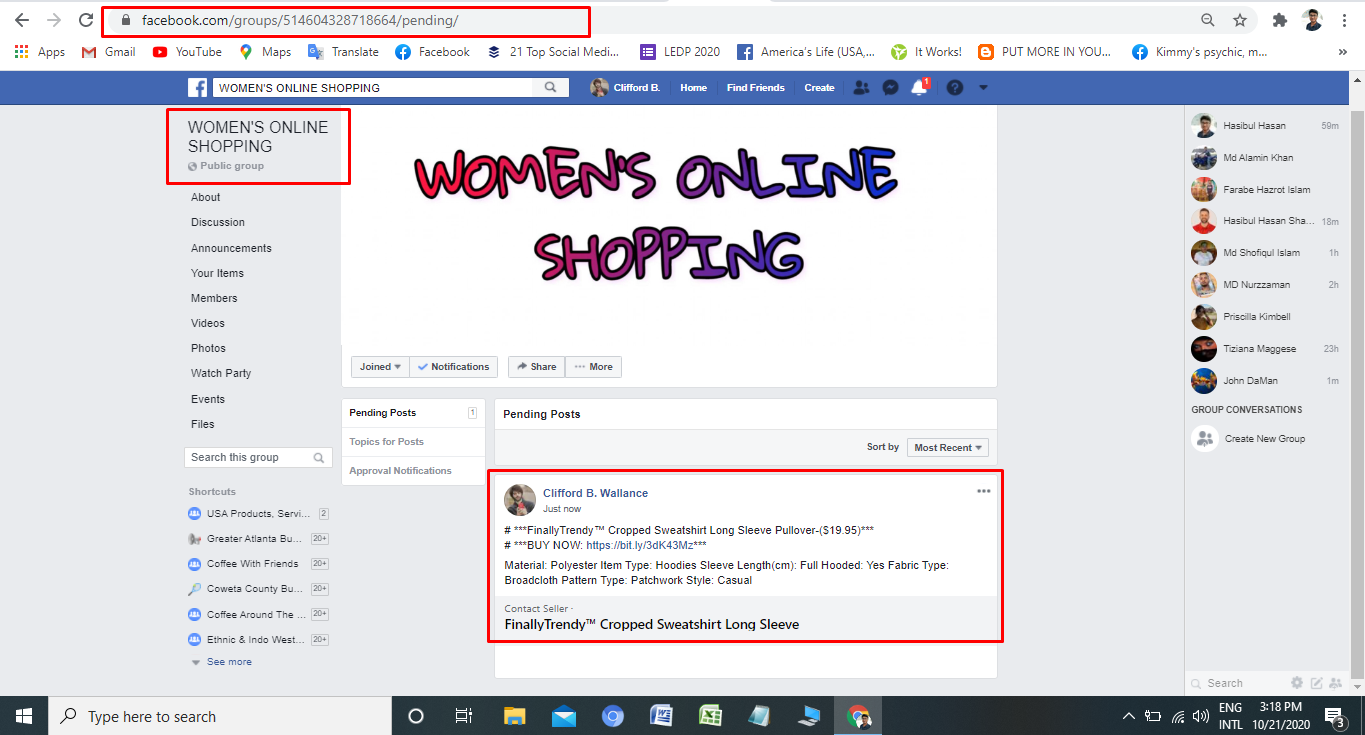 facebook.com/groups/514604328718664/pending/
Apps
Gmail
YouTube
Maps
Translate
Facebook
21 Top Social Medi...
LEDP 2020
America's Life (USA,...
It Works!
PUT MORE IN YOU...
Kimmy's psychic, m...
»
WOMEN'S ONLINE SHOPPING
Clifford B.
Home
Find Friends
Create
1
WOMEN'S ONLINE
SHOPPING
Public group
About
Discussion
Announcements
Your Items
Members
Videos
Photos
Watch Party
Events
Files
Search this group
Shortcuts
USA Products, Servi... 2
Greater Atlanta Bu... 20+
Coffee With Friends 20+
Coweta County Bu... 20+
Coffee Around The ... 20+
Ethnic & Indo West... 20+
See more
WOMEN'S ONLINE
SHOPPING
Joined
Notifications
Share
More
Pending Posts 1
Topics for Posts
Approval Notifications
Pending Posts
Sort by Most Recent
Clifford B. Wallance
Just now
# ***FinallyTrendy™ Cropped Sweatshirt Long Sleeve Pullover-($19.95)***
# ***BUY NOW: https://bit.ly/3dK43Mz***
Material: Polyester Item Type: Hoodies Sleeve Length(cm): Full Hooded: Yes Fabric Type:
Broadcloth Pattern Type: Patchwork Style: Casual
Contact Seller ·
FinallyTrendy™ Cropped Sweatshirt Long Sleeve
Hasibul Hasan 59m
Md Alamin Khan
Farabe Hazrot Islam
Hasibul Hasan Sha... 18m
Md Shofiqul Islam 1h
MD Nurzzaman 2h
Priscilla Kimbell
Tiziana Maggese 23h
John DaMan 1m
GROUP CONVERSATIONS
Create New Group
Search
Type here to search
ENG
INTL
3:18 PM
10/21/2020
3